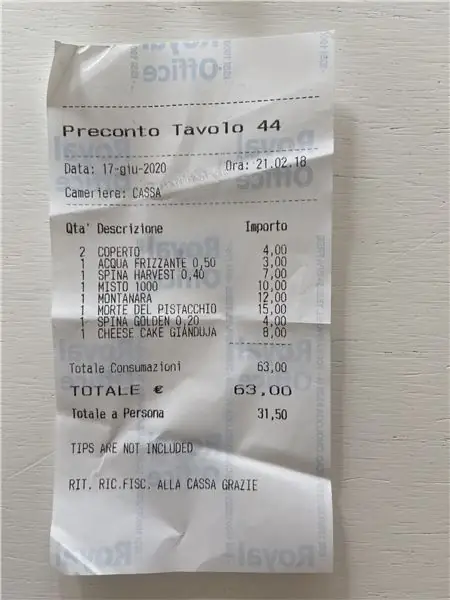 Preconto Tavolo 44
Data: 17-giu-2020 Ora: 21.02.18
Cameriere: CASSA
Qta' Descrizione Importo
2 COPERTO 4,00
1 ACQUA FRIZZANTE 0,50 3,00
1 SPINA HARVEST 0,40 7,00
1 MISTO 1000 10,00
1 MONTANARA 12,00
1 MORTE DEL PISTACCHIO 15,00
1 SPINA GOLDEN 0,20 4,00
1 CHEESE CAKE GIANDUJA 8,00
Totale Consumazioni 63,00
TOTALE € 63,00
Totale a Persona 31,50
TIPS ARE NOT INCLUDED
RIT. RIC.FISC. ALLA CASSA GRAZIE